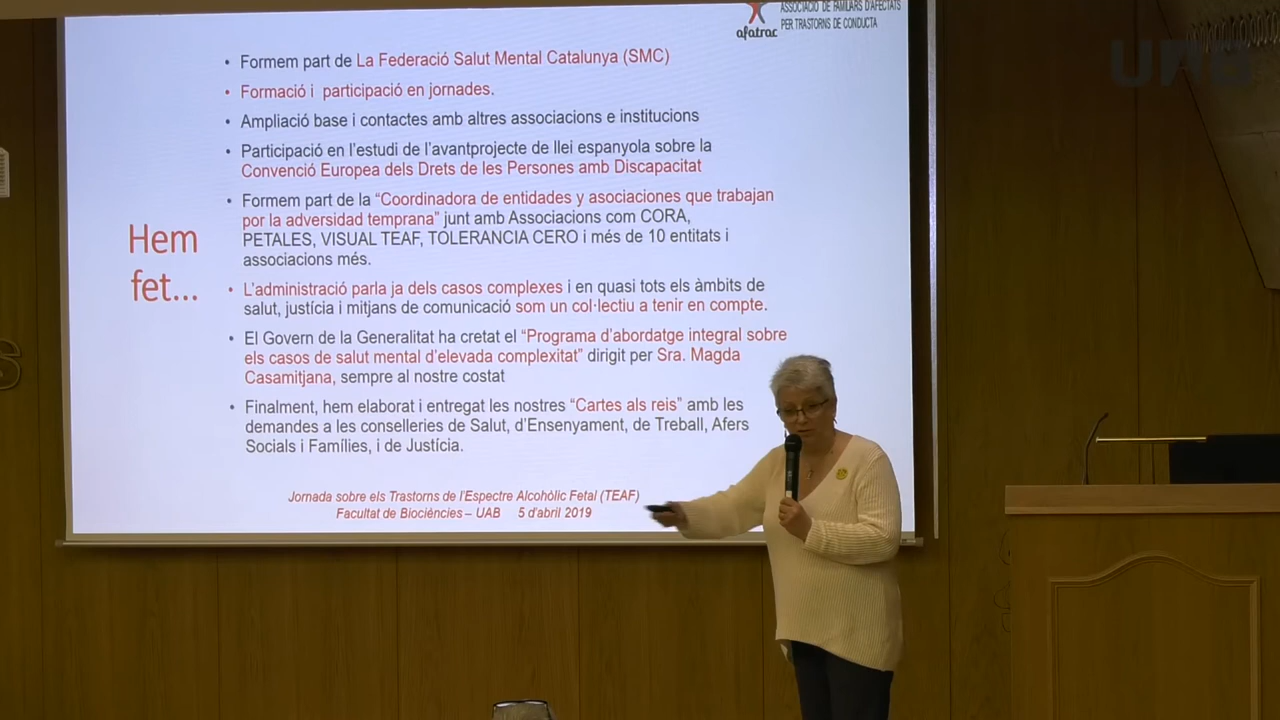 ASSOCIACIÓ DE FAMILIARS D'AFECTATS
PER TRASTORNS DE CONDUCTA
afatrac
UAB
• Formem part de La Federació Salut Mental Catalunya (SMC)
• Formació i participació en jornades.
• Ampliació base i contactes amb altres associacions e institucions
• Participació en l'estudi de l'avantprojecte de llei espanyola sobre la
Convenció Europea dels Drets de les Persones amb Discapacitat
• Formem part de la "Coordinadora de entidades y asociaciones que trabajan
por la adversidad temprana" junt amb Associacions com CORA,
PETALES, VISUAL TEAF, TOLERANCIA CERO i més de 10 entitats i
associacions més.
Hem
fet...
• L'administració parla ja dels casos complexes i en quasi tots els àmbits de
salut, justícia i mitjans de comunicació som un col·lectiu a tenir en compte.
• El Govern de la Generalitat ha cretat el "Programa d'abordatge integral sobre
els casos de salut mental d'elevada complexitat" dirigit per Sra. Magda
Casamitjana, sempre al nostre costat
• Finalment, hem elaborat i entregat les nostres "Cartes als reis" amb les
demandes a les conselleries de Salut, d'Ensenyament, de Treball, Afers
Socials i Famílies, i de Justícia.
Jornada sobre els Trastorns de l'Espectre Alcohòlic Fetal (TEAF)
Facultat de Biociències – UAB 5 d'abril 2019